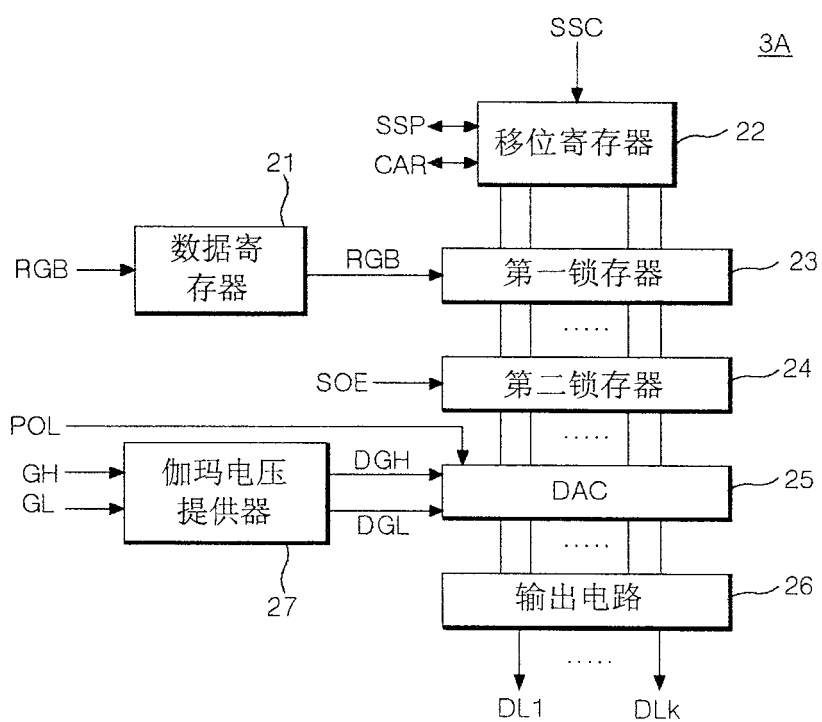 SSC
3A
SSP
移位寄存器
22
CAR
21
RGB
数据寄
存器
RGB
第一锁存器
23
.....
SOE
第二锁存器
24
POL
.....
GH
GL
伽玛电压
提供器
DGH
DGL
DAC
25
.....
27
输出电路
26
.....
DL1
DLk